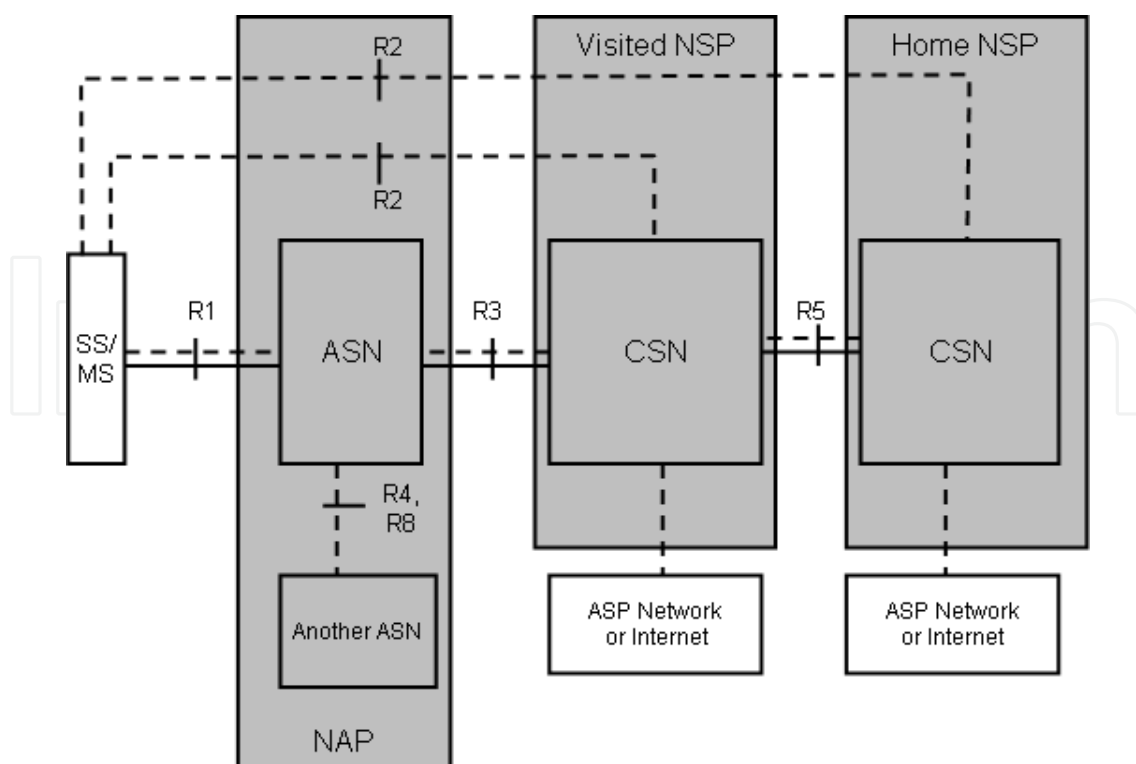 R2
Visited NSP
Home NSP
R2
R1
R3
R5
SS/
MS
ASN
CSN
CSN
R4,
R8
Another ASN
ASP Network
or Internet
ASP Network
or Internet
NAP